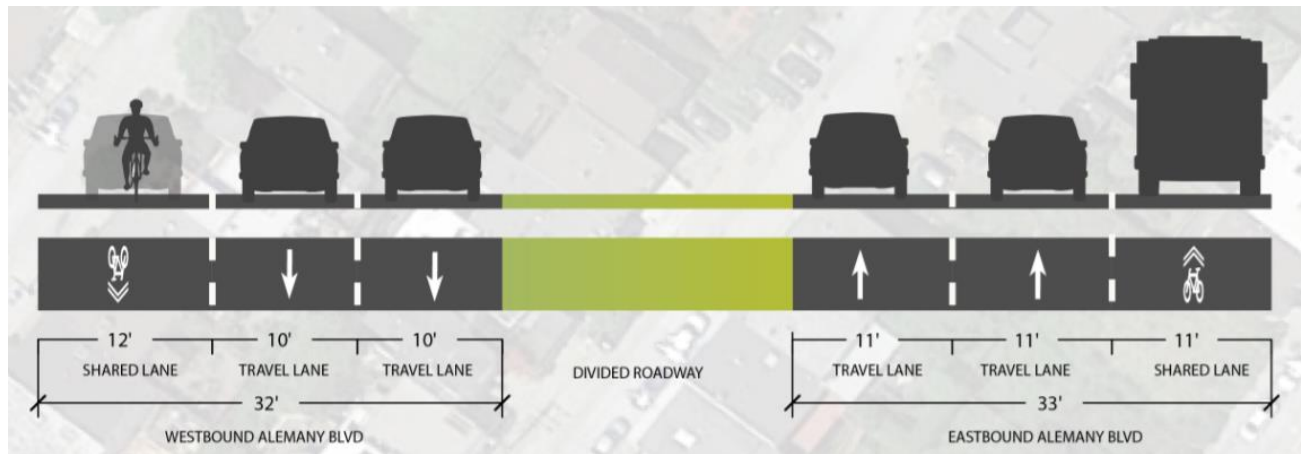 12' 10' 10' 11' 11' 11'
SHARED LANE TRAVEL LANE TRAVEL LANE DIVIDED ROADWAY TRAVEL LANE TRAVEL LANE SHARED LANE
32' 33'
WESTBOUND ALEMANY BLVD EASTBOUND ALEMANY BLVD